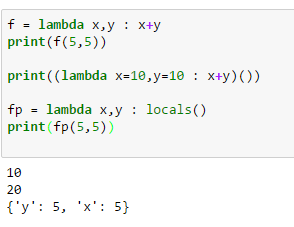 f = lambda x,y : x+y
print(f(5,5))
print((lambda x=10,y=10 : x+y)())
fp = lambda x,y : locals()
print(fp(5,5))
10
20
{'y': 5, 'x': 5}